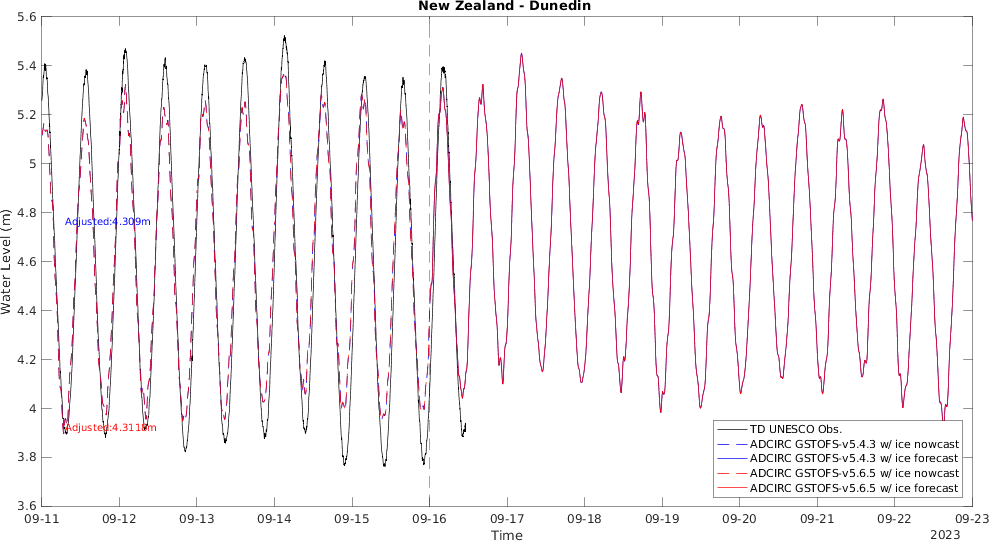 New Zealand - Dunedin
5.6
5.4
5.2
5
4.8
4.6
4.4
4.2
4
3.8
3.6
Water Level (m)
Adjusted:4.309m
Adjusted:4.3118m
TD UNESCO Obs.
ADCIRC GSTOFS-v5.4.3 w/ ice nowcast
ADCIRC GSTOFS-v5.4.3 w/ ice forecast
ADCIRC GSTOFS-v5.6.5 w/ ice nowcast
ADCIRC GSTOFS-v5.6.5 w/ ice forecast
09-11 09-12 09-13 09-14 09-15 09-16 09-17 09-18 09-19 09-20 09-21 09-22 09-23
Time
2023